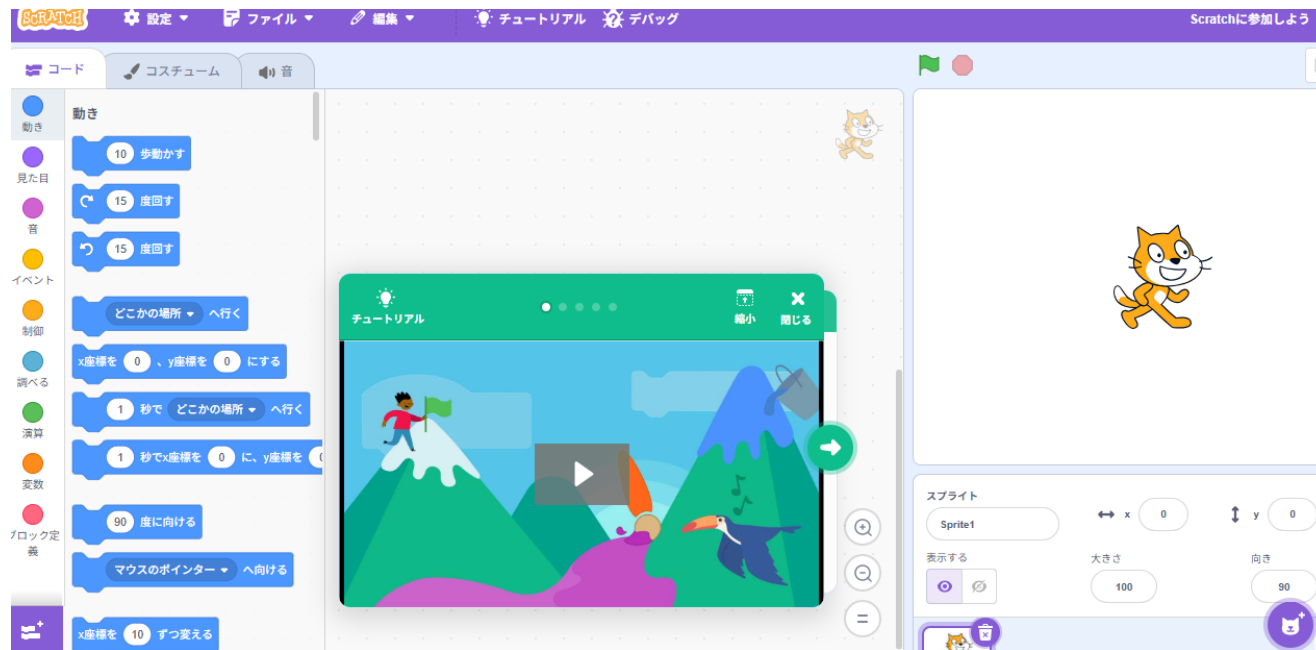 SCRATCH 設定 ファイル 編集 チュートリアル デバッグ Scratchに参加しよう
コード コスチューム 音
動き
見た目
音
イベント
制御
調べる
演算
変数
ブロック定
義
動き
10 歩動かす
15 度回す
15 度回す
どこかの場所 へ行く
x座標を 0 、y座標を 0 にする
1 秒で どこかの場所 へ行く
1 秒でx座標を 0 に、y座標を
90 度に向ける
マウスのポインター へ向ける
x座標を 10 ずつ変える
チュートリアル 縮小 閉じる
スプライト
Sprite1 x 0 y 0
表示する 大きさ 向き
100 90